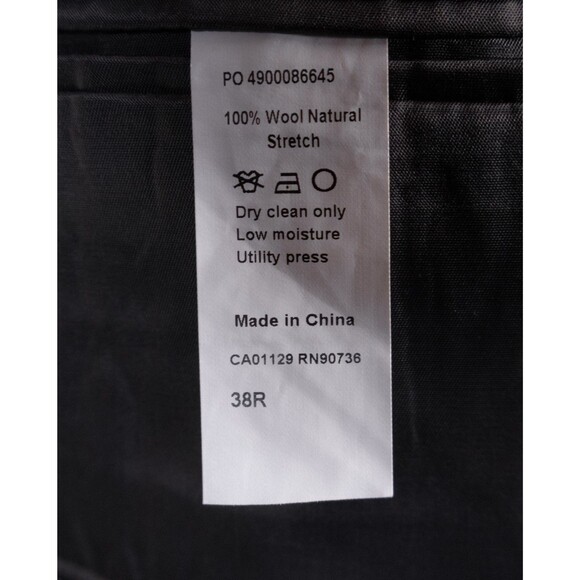 PO 4900086645
100% Wool Natural
Stretch
Dry clean only
Low moisture
Utility press
Made in China
CA01129 RN90736
38R